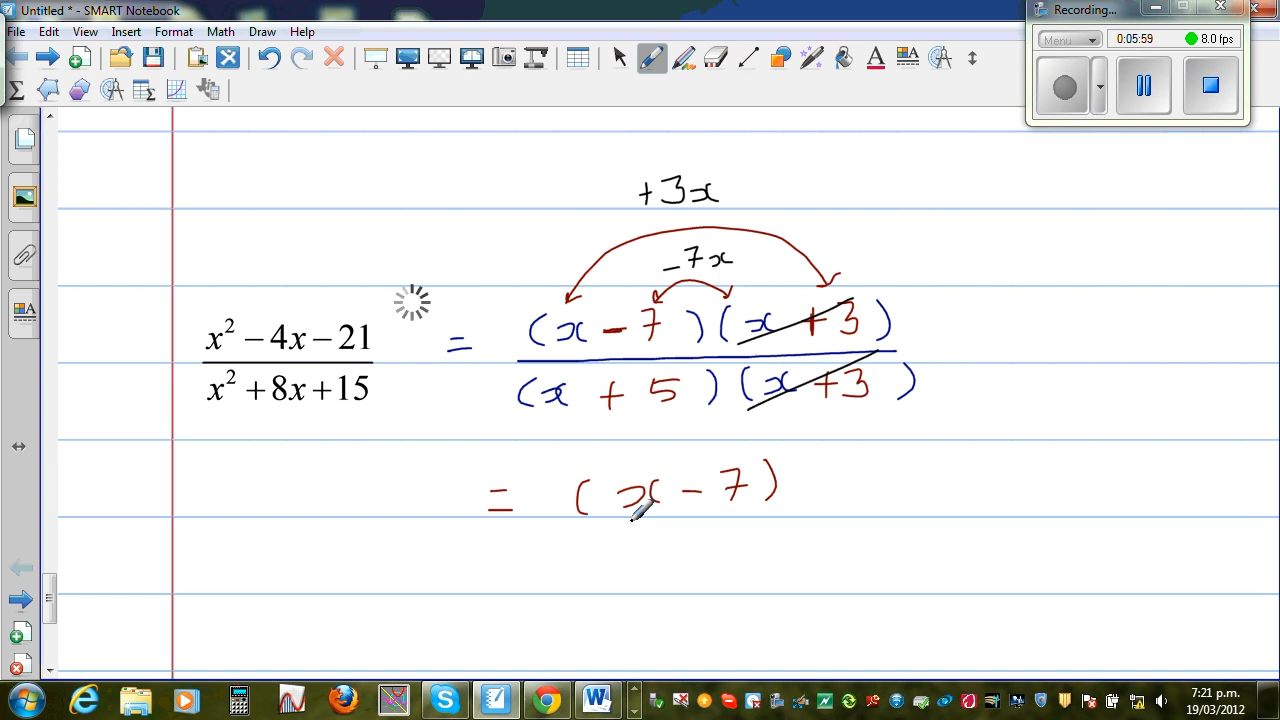 Untitled * - SMART Notebook
Recording...
File Edit View Insert Format Math Draw Help
Menu
0:05:59
8.0 fps
+3x
-7x
x² − 4x − 21 = (x - 7)(x + 3)
x² + 8x + 15 (x + 5)(x + 3)
= (x - 7)
7:21 p.m.
19/03/2012